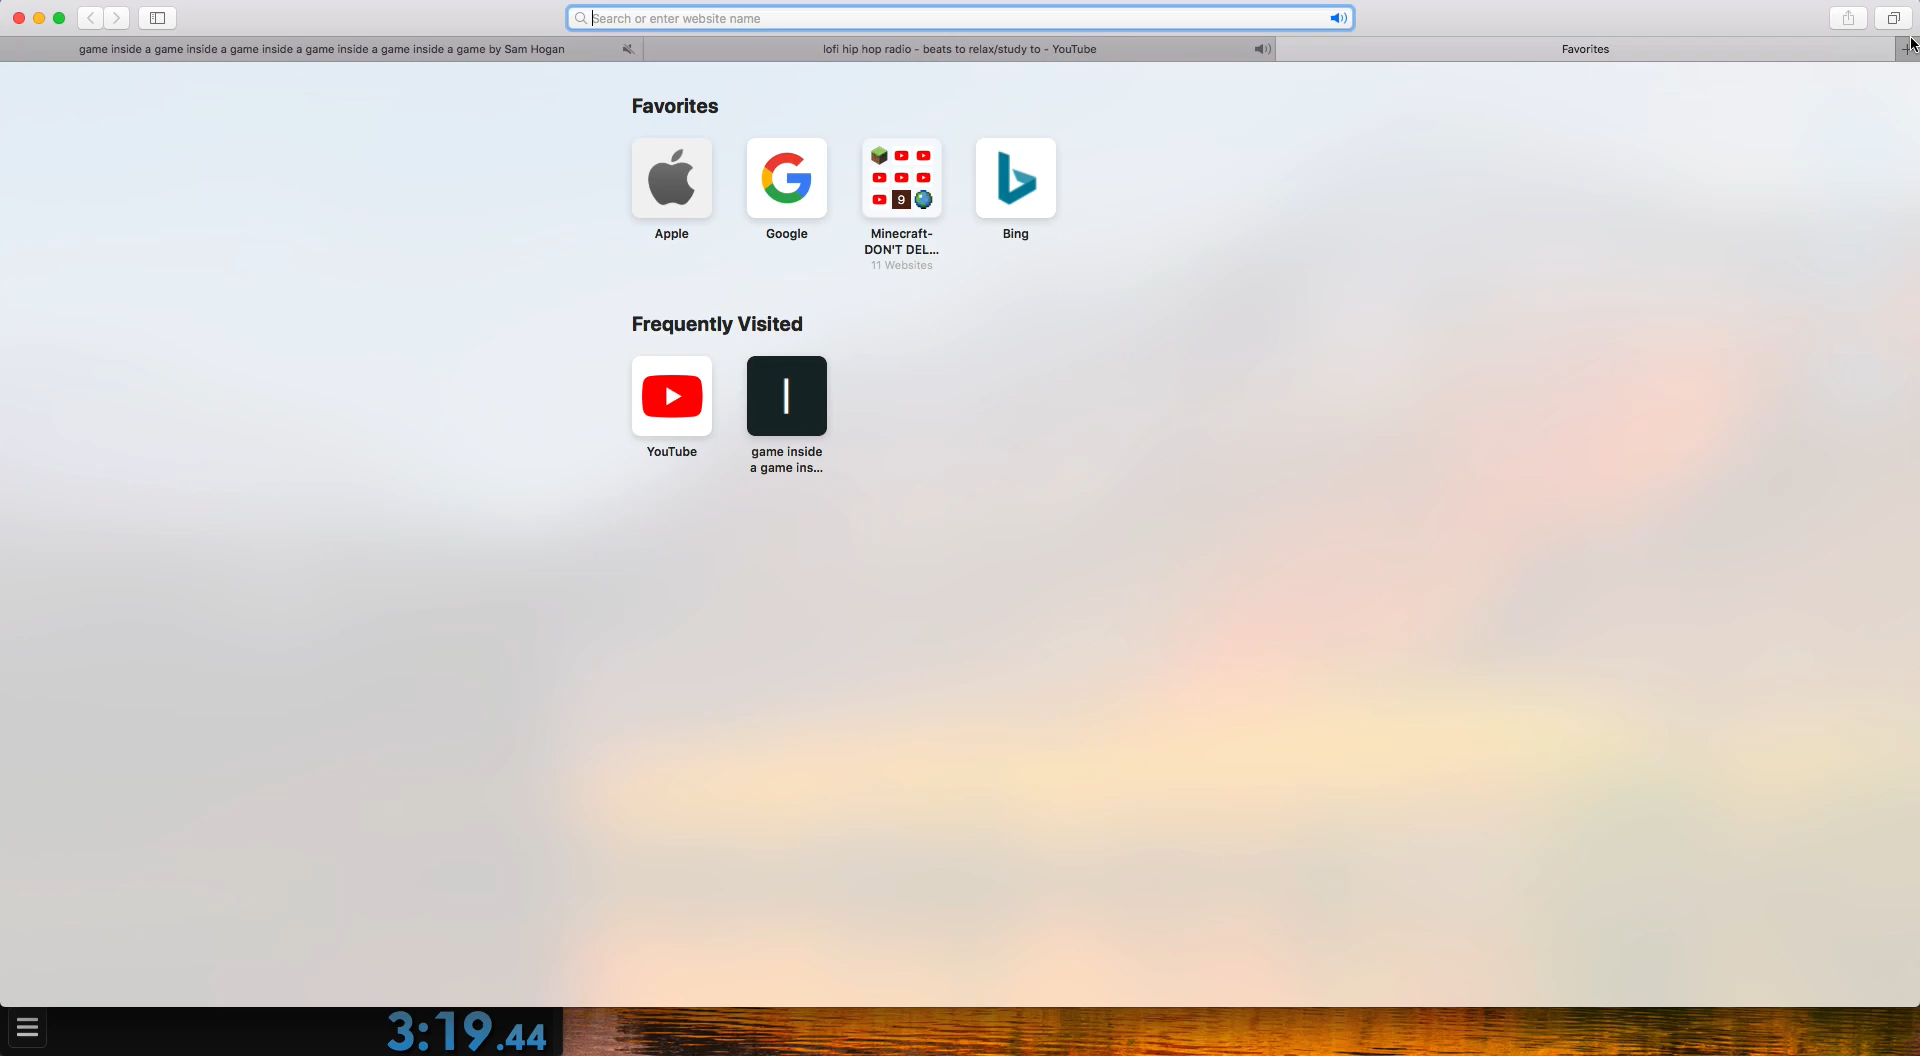 Search or enter website name
game inside a game inside a game inside a game inside a game inside a game by Sam Hogan
lofi hip hop radio - beats to relax/study to - YouTube
Favorites
Favorites
9
Apple
Google
Minecraft-
DON'T DEL...
11 Websites
Bing
Frequently Visited
YouTube
game inside
a game ins...
3:19.44